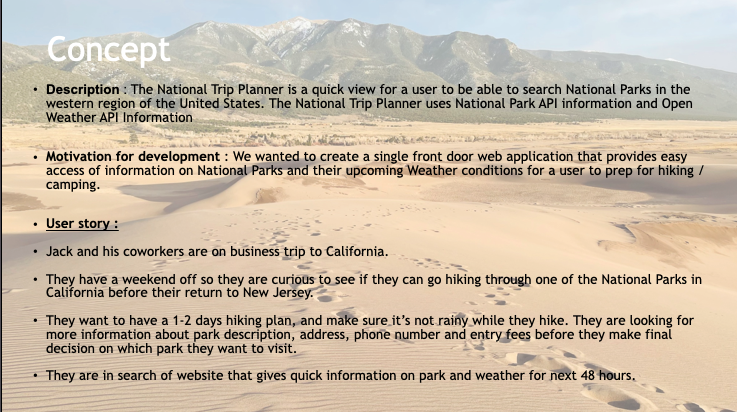 Concept
• Description : The National Trip Planner is a quick view for a user to be able to search National Parks in the
western region of the United States. The National Trip Planner uses National Park API information and Open
Weather API Information
• Motivation for development : We wanted to create a single front door web application that provides easy
access of information on National Parks and their upcoming Weather conditions for a user to prep for hiking /
camping.
• User story :
• Jack and his coworkers are on business trip to California.
• They have a weekend off so they are curious to see if they can go hiking through one of the National Parks in
California before their return to New Jersey.
• They want to have a 1-2 days hiking plan, and make sure it's not rainy while they hike. They are looking for
more information about park description, address, phone number and entry fees before they make final
decision on which park they want to visit.
• They are in search of website that gives quick information on park and weather for next 48 hours.